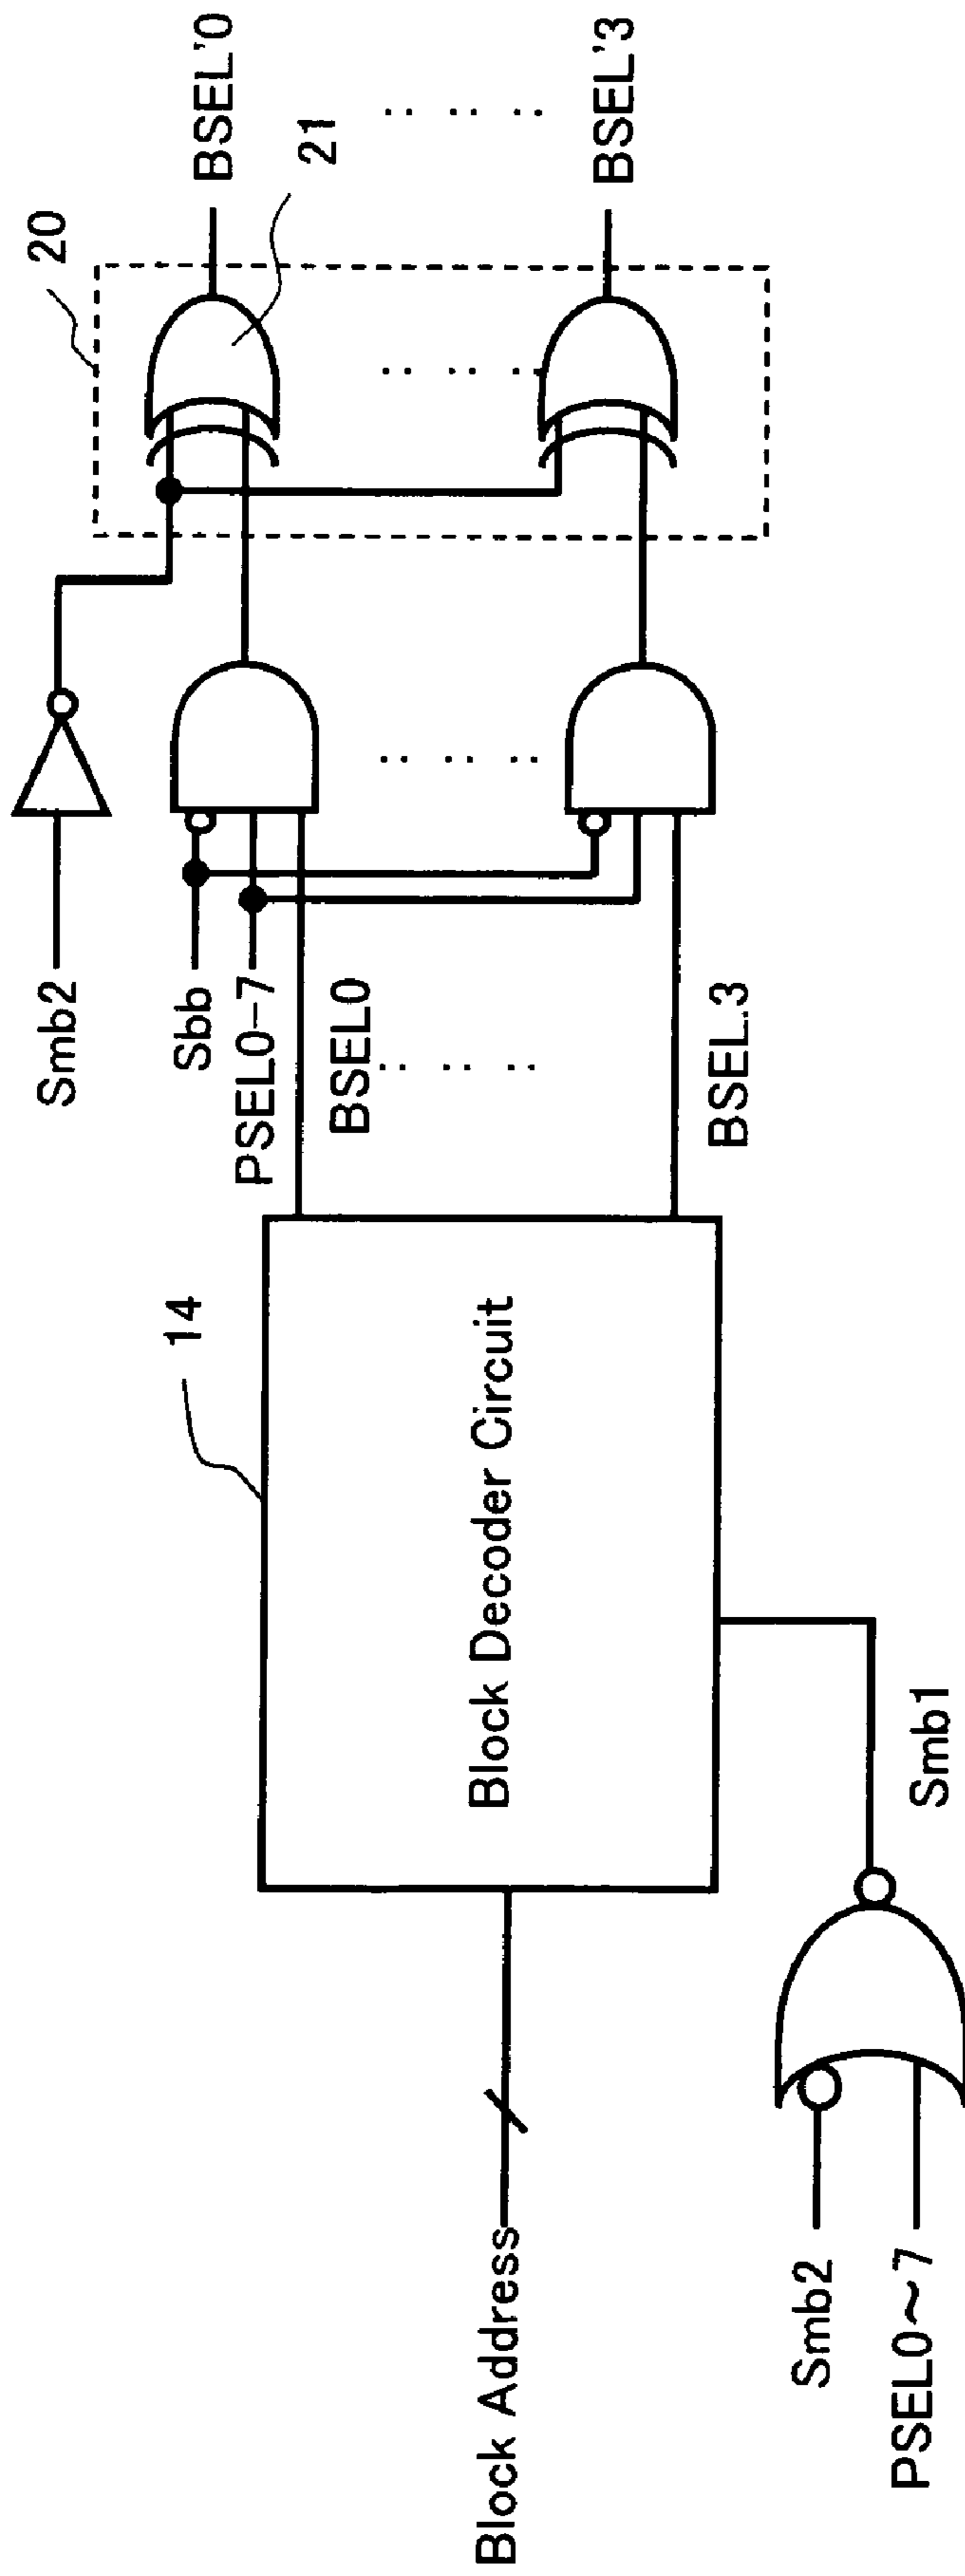 Smb2
Sbb
PSEL0-7
BSEL0
BSEL3
20
21
BSEL'0
BSEL'3
14
Block Decoder Circuit
Block Address
Smb1
Smb2
PSEL0~7